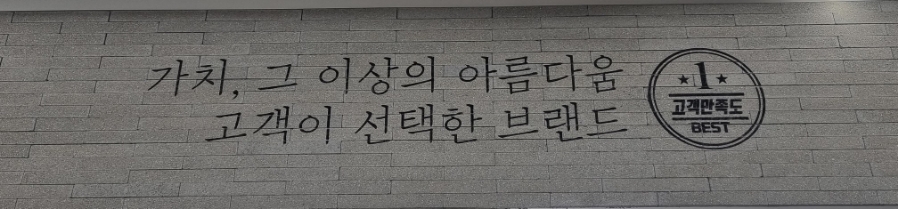 가치, 그 이상의 아름다움
고객이 선택한 브랜드
★1★
고객만족도
BEST